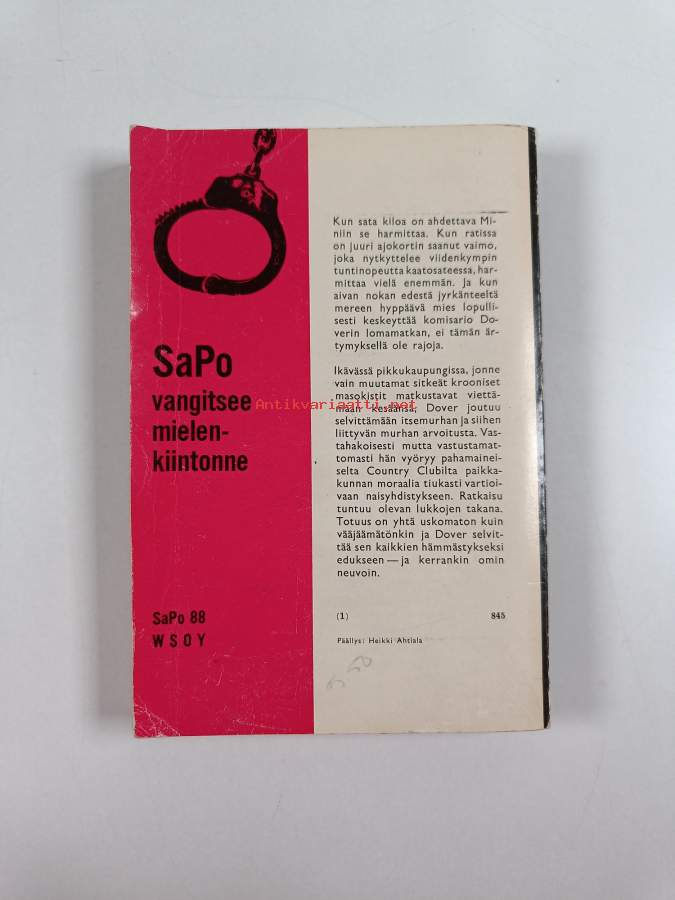 SaPo
vangitsee
mielen-
kiintonne
SaPo 88
WSOY
Kun sata kiloa on ahdettava Mi-
niin se harmittaa. Kun ratissa
on juuri ajokortin saanut vaimo,
joka nytkyttelee viidenkympin
tuntinopeutta kaatosateessa, har-
mittaa vielä enemmän. Ja kun
aivan nokan edestä jyrkänteeltä
mereen hyppäävä mies lopulli-
sesti keskeyttää komisario Do-
verin lomamatkan, ei tämän är-
tymyksellä ole rajoja.
Ikävässä pikkukaupungissa, jonne
vain muutamat sitkeät krooniset
masokistit matkustavat viettä-
mään kesäänsä, Dover joutuu
selvittämään itsemurhan ja siihen
liittyvän murhan arvoitusta. Vas-
tahakoisesti mutta vastustamat-
tomasti hän vyöryy pahamainei-
selta Country Clubilta paikka-
kunnan moraalia tiukasti vartioi-
vaan naisyhdistykseen. Ratkaisu
tuntuu olevan lukkojen takana.
Totuus on yhtä uskomaton kuin
vääjäämätönkin ja Dover selvit-
tää sen kaikkien hämmästykseksi
edukseen — ja kerrankin omin
neuvoin.
(1) 845
Päällys: Heikki Ahtiala
Antikvariaatti.net